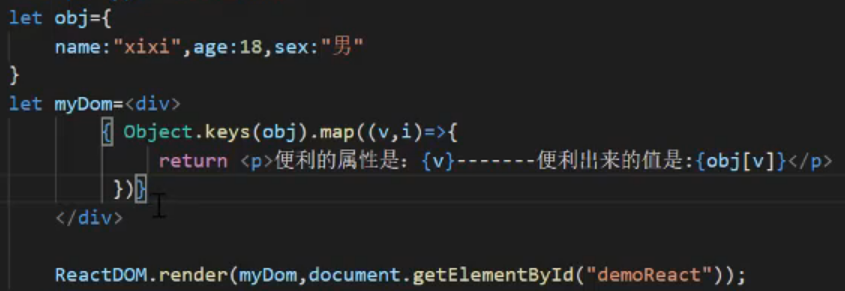 let obj={
name:"xixi",age:18,sex:"男"
}
let myDom=<div>
{ Object.keys(obj).map((v,i)=>{
return <p>便利的属性是：{v}-------便利出来的值是:{obj[v]}</p>
})}
</div>
ReactDOM.render(myDom,document.getElementById("demoReact"));